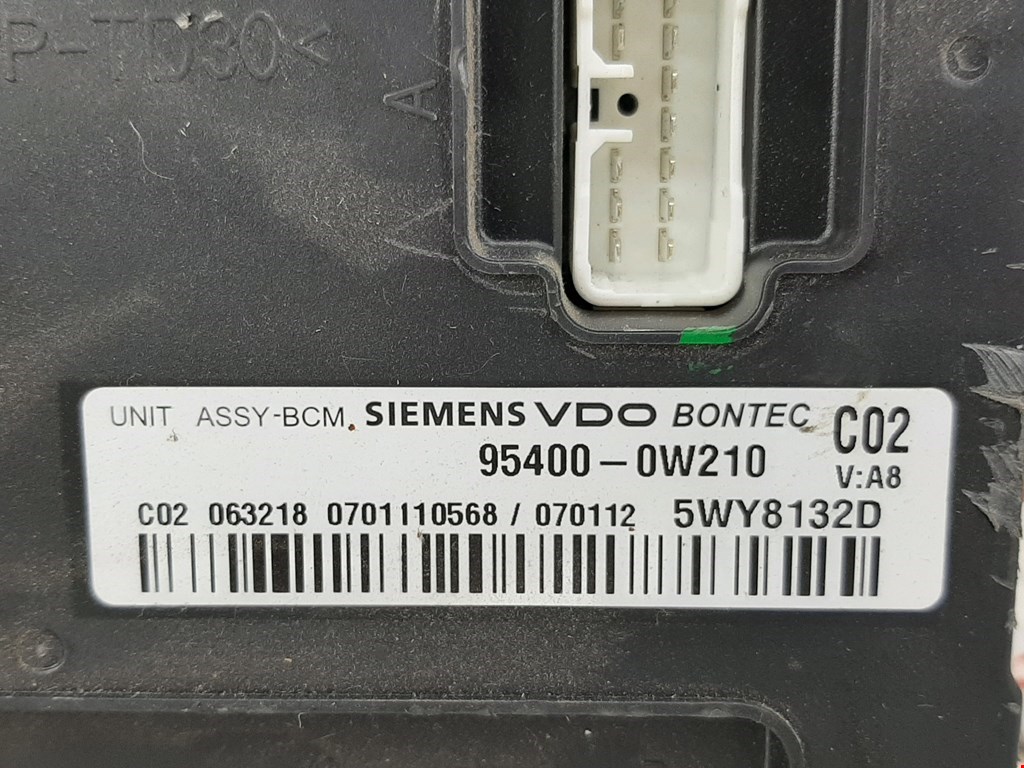 P-TD30<
A
UNIT ASSY-BCM. SIEMENS VDO BONTEC C02
95400-0W210
V:A8
C02 063218 0701110568 / 070112 5WY8132D